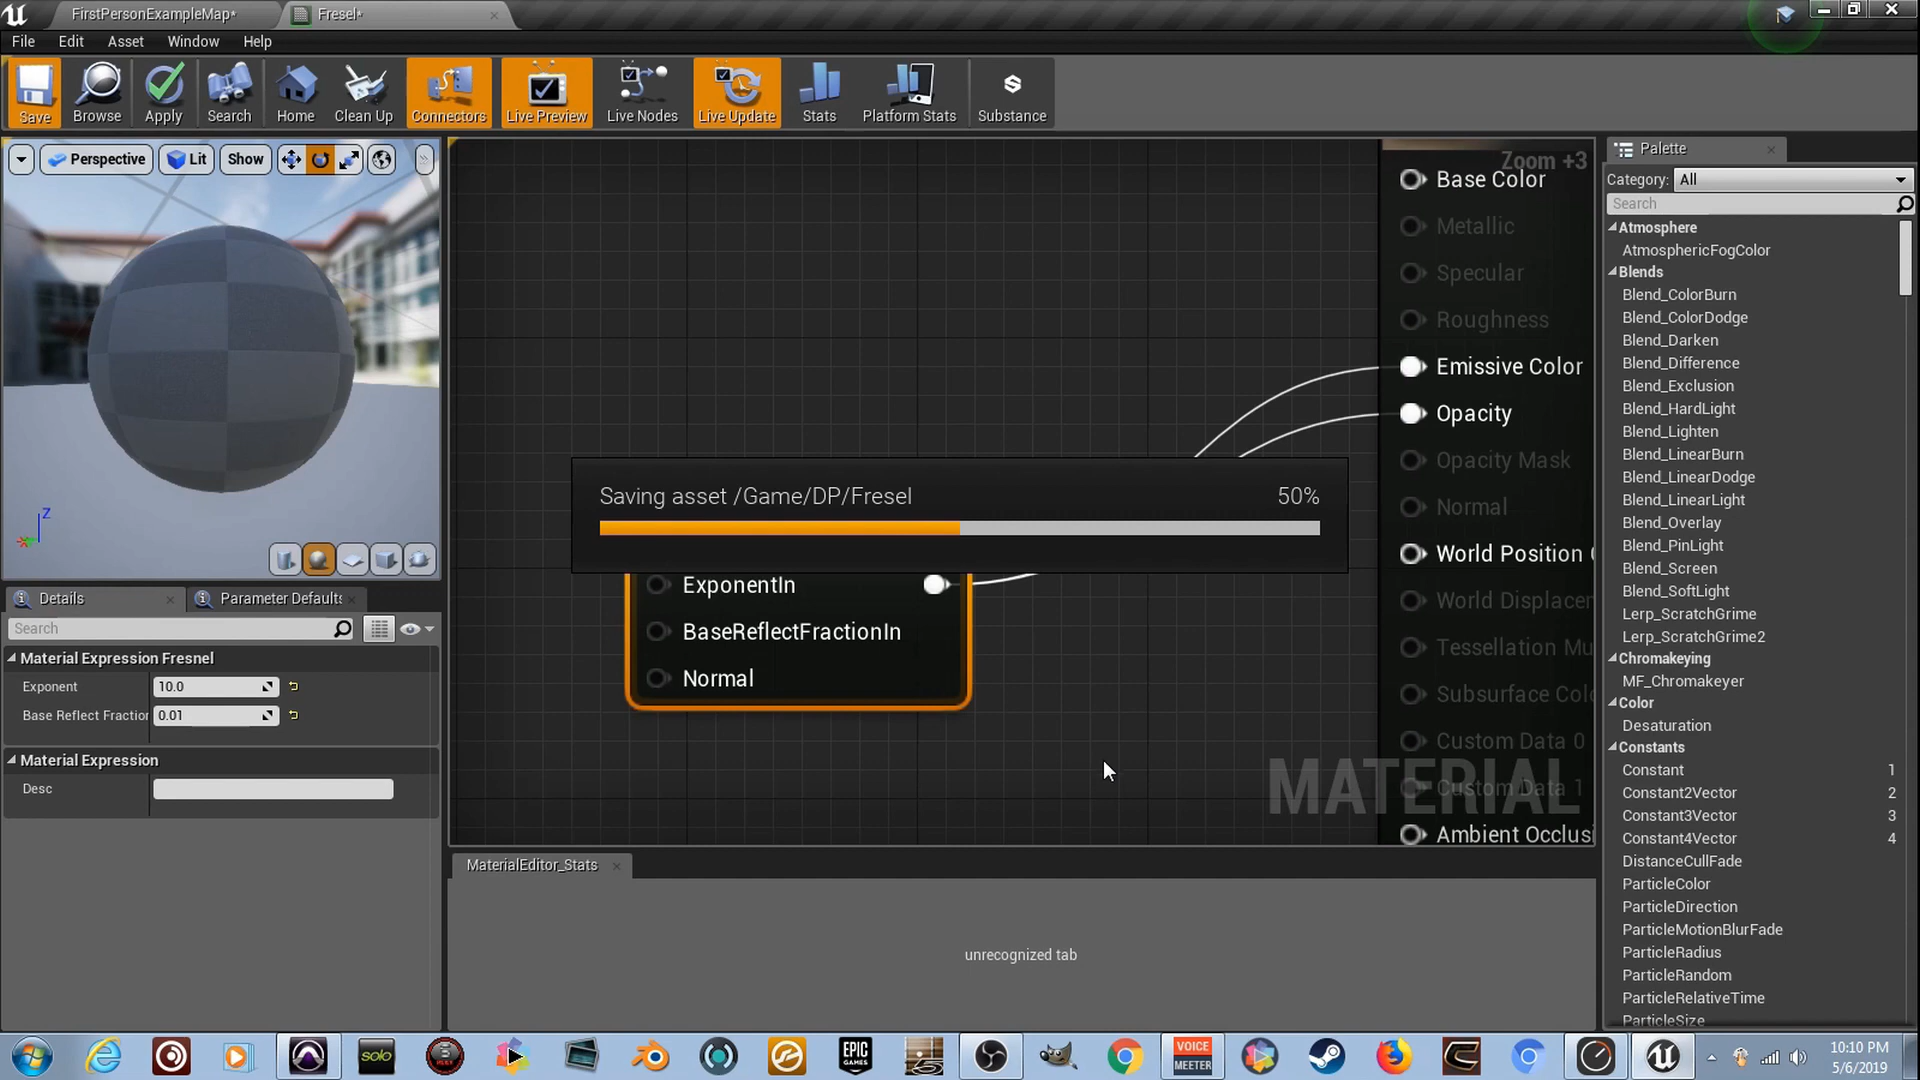 FirstPersonExampleMap*
Fresel*
File Edit Asset Window Help
Save Browse Apply Search Home Clean Up Connectors Live Preview Live Nodes Live Update Stats Platform Stats Substance
Perspective Lit Show
Z
Details
Parameter Defaults
Search
Material Expression Fresnel
Exponent 10.0
Base Reflect Fraction 0.01
Material Expression
Desc
Zoom +3
Base Color
Metallic
Specular
Roughness
Emissive Color
Opacity
Opacity Mask
Normal
World Position
World Displacem
Tessellation Mu
Subsurface Colo
Custom Data 0
Custom Data 1
Ambient Occlusi
Saving asset /Game/DP/Fresel 50%
ExponentIn
BaseReflectFractionIn
Normal
MATERIAL
MaterialEditor_Stats
unrecognized tab
Palette
Category: All
Search
Atmosphere
AtmosphericFogColor
Blends
Blend_ColorBurn
Blend_ColorDodge
Blend_Darken
Blend_Difference
Blend_Exclusion
Blend_HardLight
Blend_Lighten
Blend_LinearBurn
Blend_LinearDodge
Blend_LinearLight
Blend_Overlay
Blend_PinLight
Blend_Screen
Blend_SoftLight
Lerp_ScratchGrime
Lerp_ScratchGrime2
Chromakeying
MF_Chromakeyer
Color
Desaturation
Constants
Constant 1
Constant2Vector 2
Constant3Vector 3
Constant4Vector 4
DistanceCullFade
ParticleColor
ParticleDirection
ParticleMotionBlurFade
ParticleRadius
ParticleRandom
ParticleRelativeTime
ParticleSize
solo
EPIC GAMES
VOICE MEETER
10:10 PM
5/6/2019